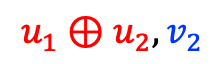 u₁ ⊕ u₂, v₂